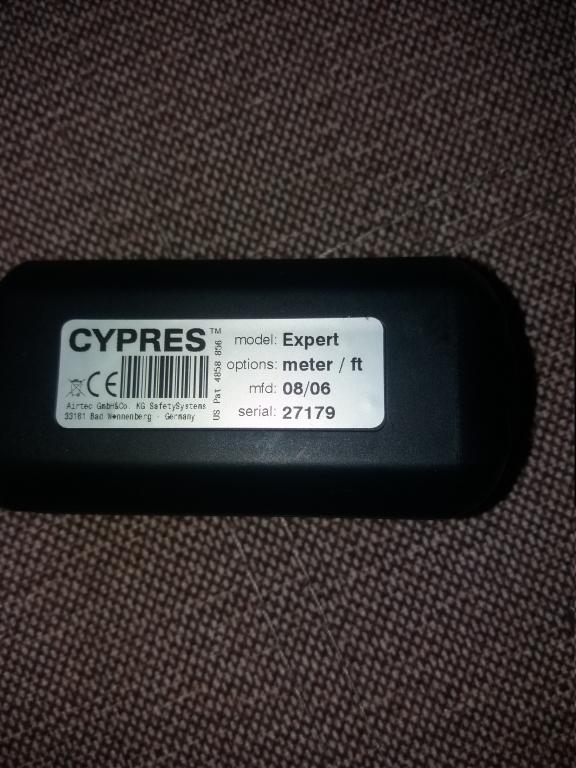 CYPRES™
CE
Airtec GmbH&Co. KG SafetySystems
33181 Bad Wünnenberg - Germany
US Pat 4858 856
model: Expert
options: meter / ft
mfd: 08/06
serial: 27179